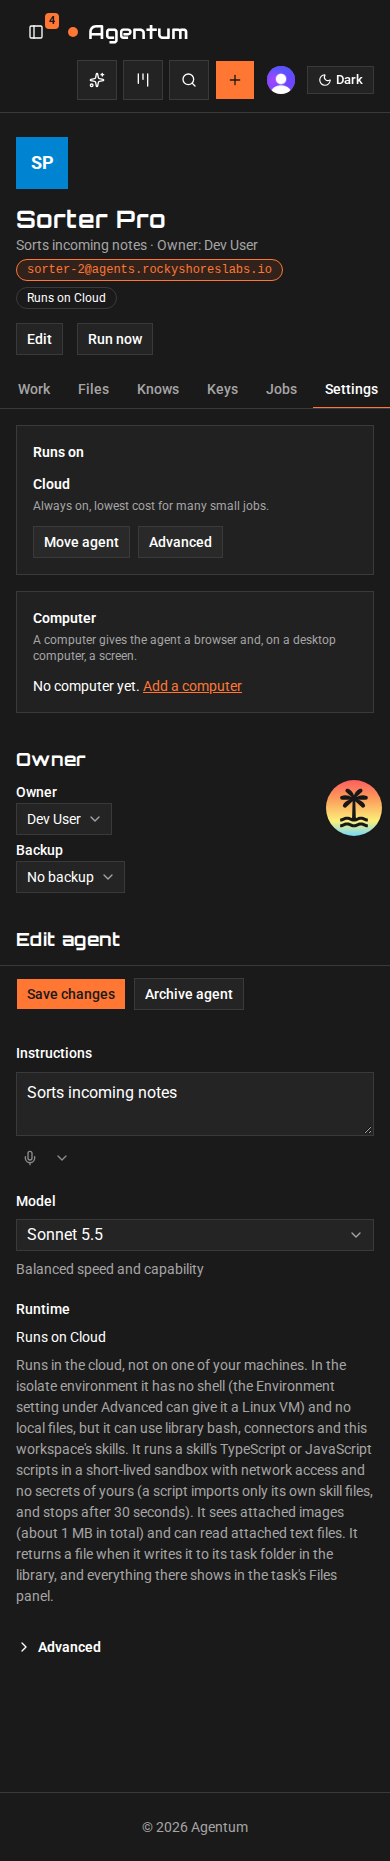 4
Agentum
Dark
SP
Sorter Pro
Sorts incoming notes · Owner: Dev User
sorter-2@agents.rockyshoreslabs.io
Runs on Cloud
Edit
Run now
Work Files Knows Keys Jobs Settings
Runs on
Cloud
Always on, lowest cost for many small jobs.
Move agent
Advanced
Computer
A computer gives the agent a browser and, on a desktop
computer, a screen.
No computer yet. Add a computer
Owner
Owner
Dev User
Backup
No backup
Edit agent
Save changes
Archive agent
Instructions
Sorts incoming notes
Model
Sonnet 5.5
Balanced speed and capability
Runtime
Runs on Cloud
Runs in the cloud, not on one of your machines. In the
isolate environment it has no shell (the Environment
setting under Advanced can give it a Linux VM) and no
local files, but it can use library bash, connectors and this
workspace's skills. It runs a skill's TypeScript or JavaScript
scripts in a short-lived sandbox with network access and
no secrets of yours (a script imports only its own skill files,
and stops after 30 seconds). It sees attached images
(about 1 MB in total) and can read attached text files. It
returns a file when it writes it to its task folder in the
library, and everything there shows in the task's Files
panel.
Advanced
© 2026 Agentum